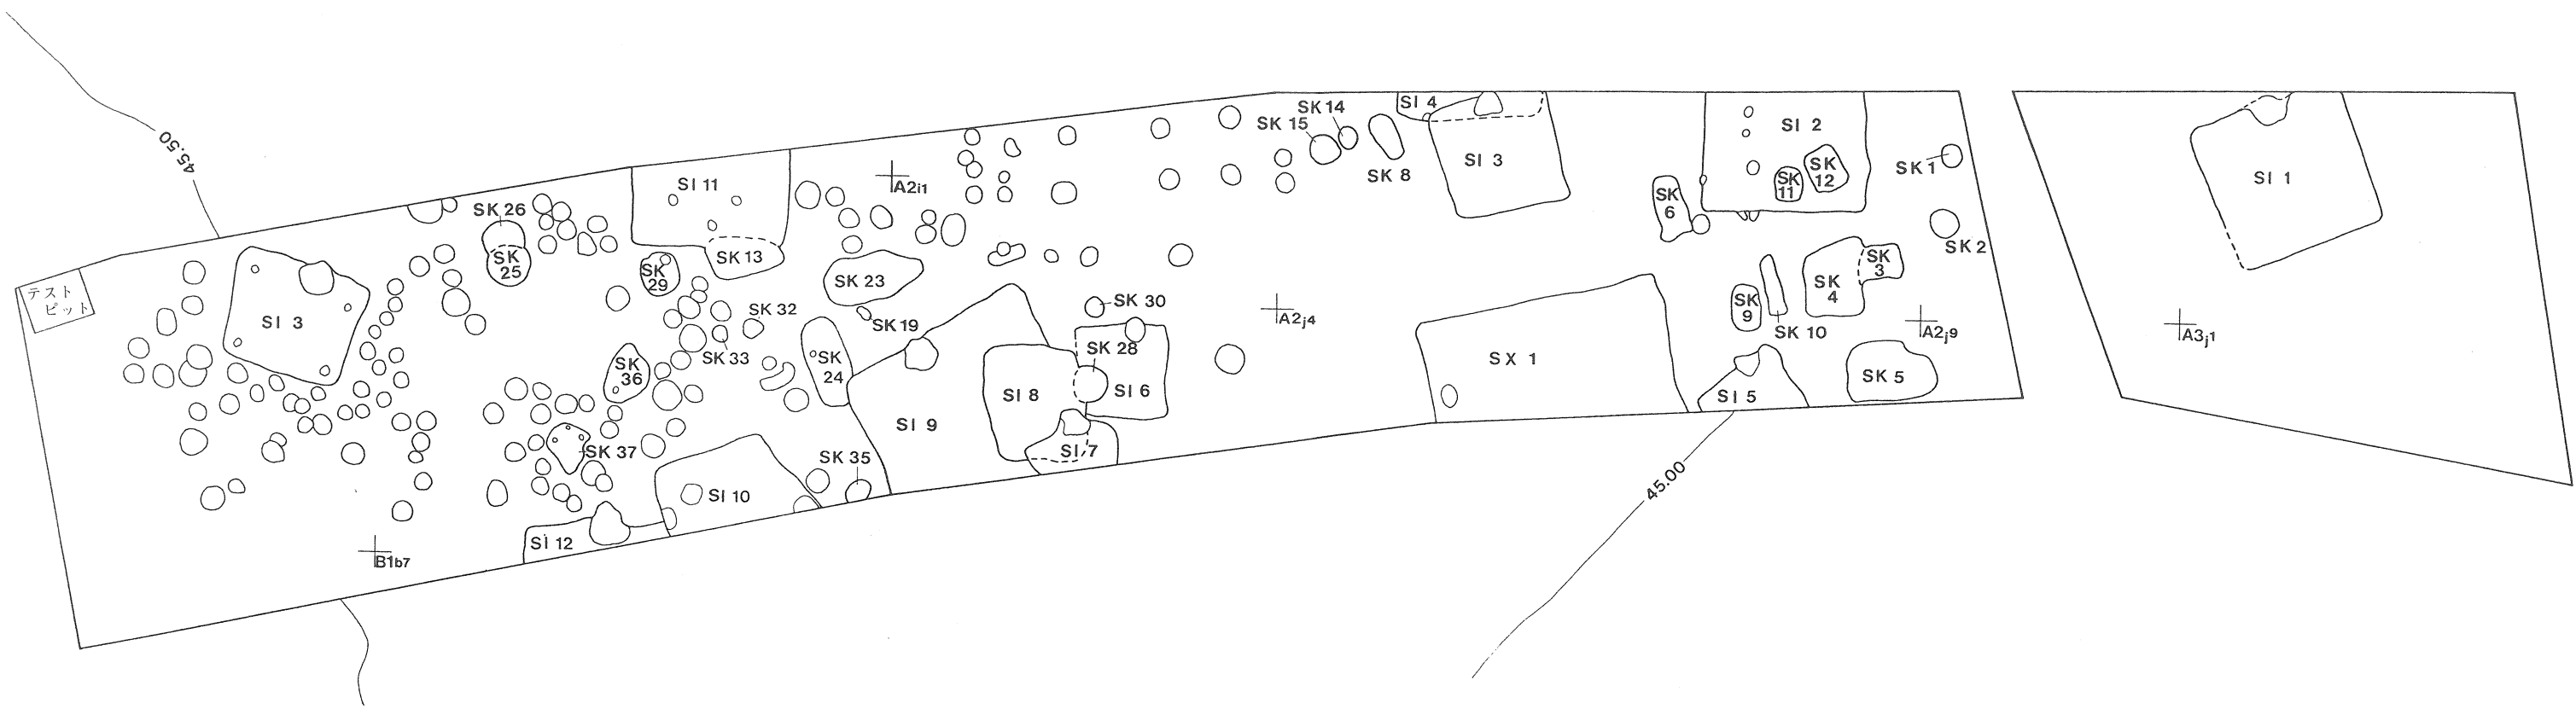 45.50
テスト
ピット
SI 3
SK 26
SK
25
SI 11
SK 13
SK
29
SK 32
SK 33
SK
36
SK 37
SI 10
SI 12
B1b7
A2i1
SK 23
SK 19
SK
24
SK 35
SI 9
SI 8
SI 7
SK 30
SK 28
SI 6
A2j4
SK 14
SK 15
SK 8
SI 4
SI 3
SX 1
SK
6
SI 2
SK
11
SK
12
SK 1
SK 2
SK
3
SK
4
SK
9
SK 10
A2j9
SI 5
SK 5
45.00
SI 1
A3j1